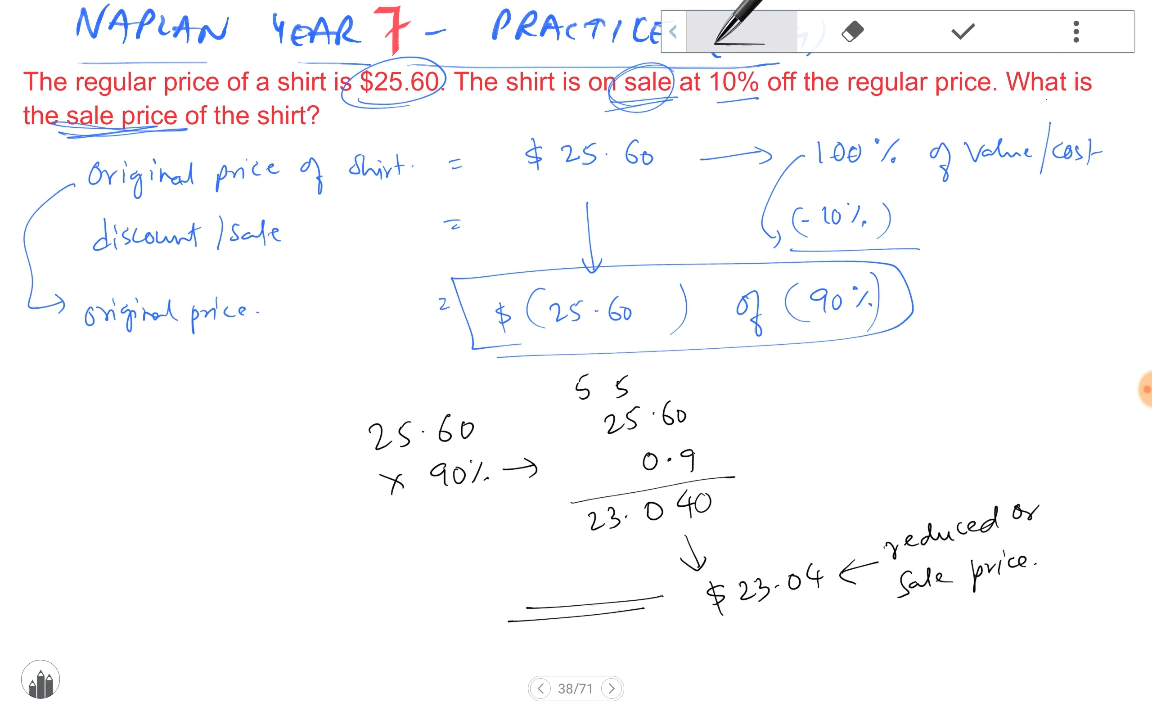 NAPLAN YEAR 7 - PRACTICE
The regular price of a shirt is $25.60. The shirt is on sale at 10% off the regular price. What is
the sale price of the shirt?
Original price of shirt. = $ 25.60 → 100% of value/cost
discount / sale = (-10%)
original price. = $ (25.60) of (90%)
5 5
25.60
x 90% →
25.60
0.9
23.040
$ 23.04 ← reduced or
sale price.
38/71